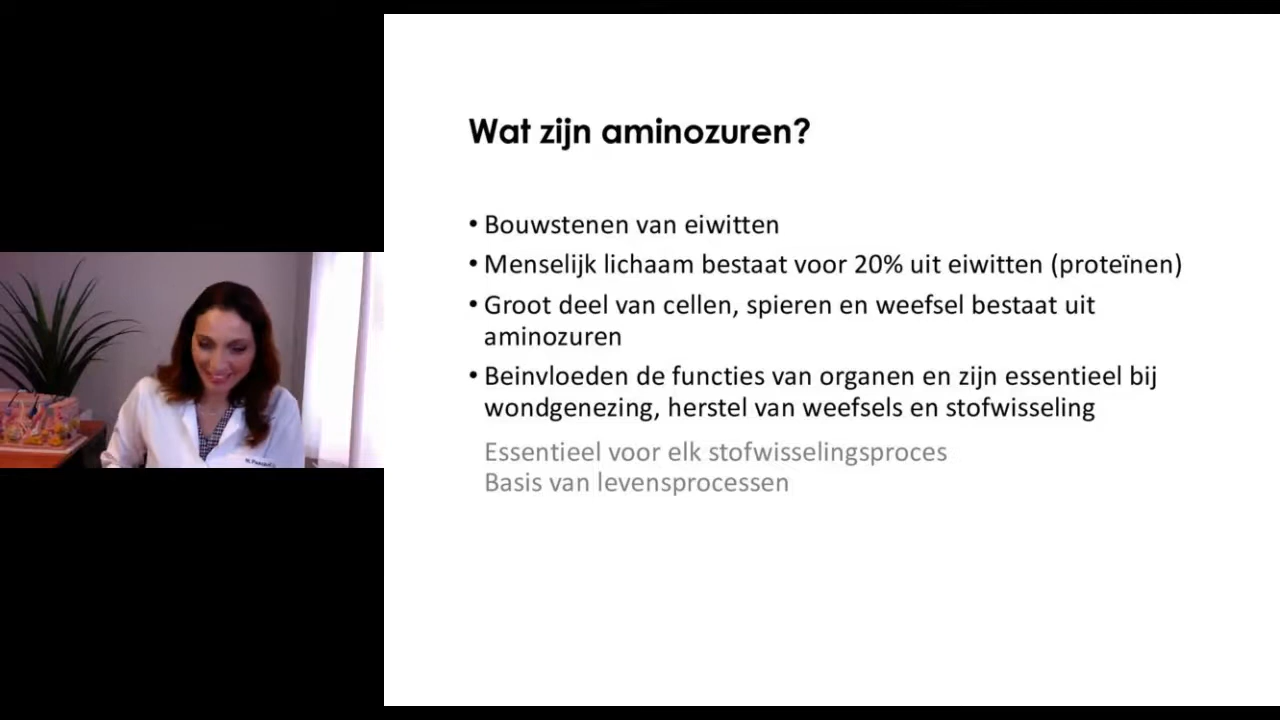 Wat zijn aminozuren?
• Bouwstenen van eiwitten
• Menselijk lichaam bestaat voor 20% uit eiwitten (proteïnen)
• Groot deel van cellen, spieren en weefsel bestaat uit
aminozuren
• Beinvloeden de functies van organen en zijn essentieel bij
wondgenezing, herstel van weefsels en stofwisseling
Essentieel voor elk stofwisselingsproces
Basis van levensprocessen